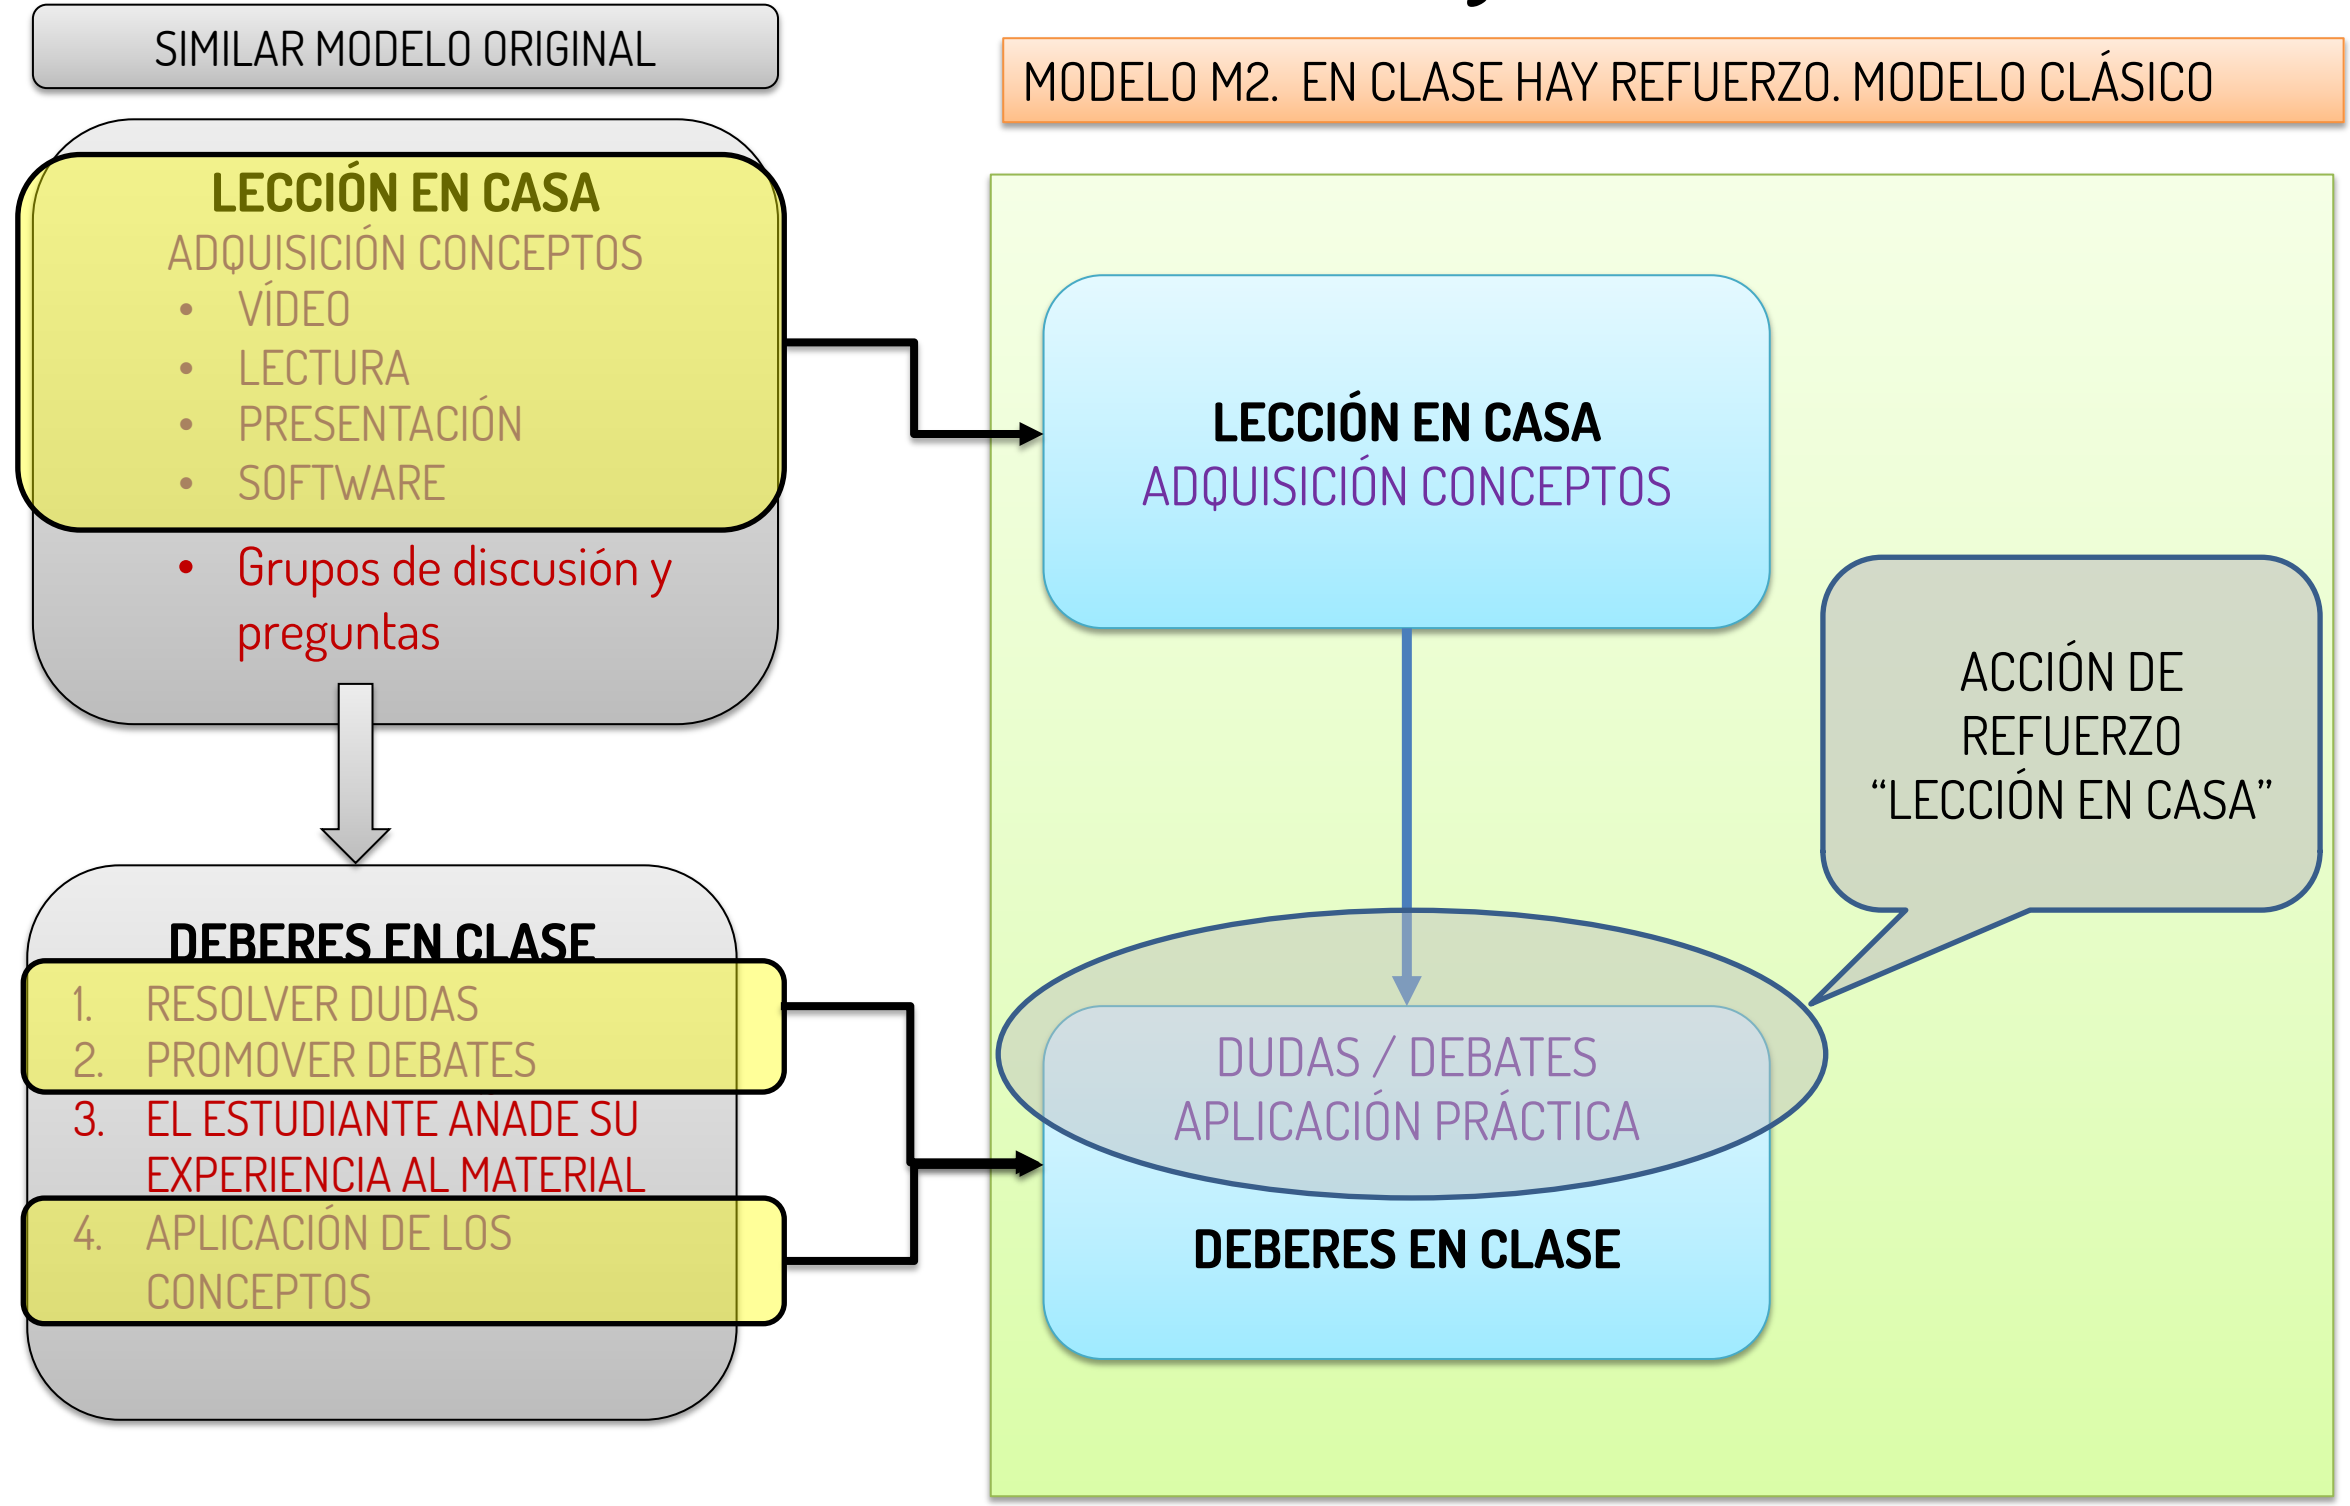 SIMILAR MODELO ORIGINAL
LECCIÓN EN CASA
ADQUISICIÓN CONCEPTOS
• VÍDEO
• LECTURA
• PRESENTACIÓN
• SOFTWARE
• Grupos de discusión y
preguntas
DEBERES EN CLASE
1. RESOLVER DUDAS
2. PROMOVER DEBATES
3. EL ESTUDIANTE ANADE SU
EXPERIENCIA AL MATERIAL
4. APLICACIÓN DE LOS
CONCEPTOS
MODELO M2. EN CLASE HAY REFUERZO. MODELO CLÁSICO
LECCIÓN EN CASA
ADQUISICIÓN CONCEPTOS
ACCIÓN DE
REFUERZO
“LECCIÓN EN CASA”
DUDAS / DEBATES
APLICACIÓN PRÁCTICA
DEBERES EN CLASE